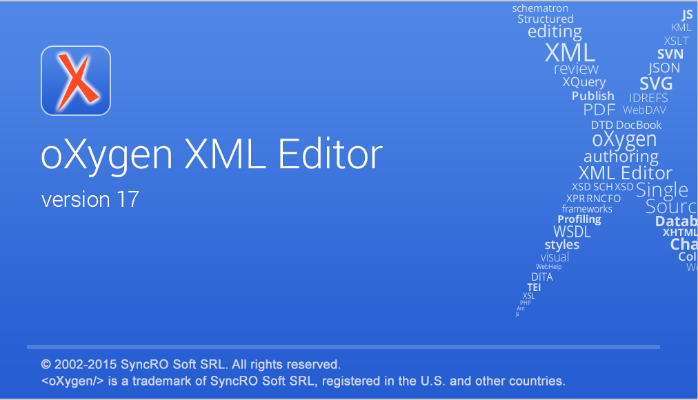 schematron
Structured
editing
XML
review
XQuery
Publish
PDF
DTD DocBook
oXygen
authoring
XML Editor
XSD SCH XSD
XPR RNC FO
frameworks
Profiling
WSDL
styles
visual
WebHelp
DITA
TEI
XSL
PHP
Ant
JS
KML
XSLT
SVN
JSON
SVG
IDREFS
WebDAV
Single
Sourc
Datab
XHTML
Cha
Col
oXygen XML Editor
version 17
© 2002-2015 SyncRO Soft SRL. All rights reserved.
<oXygen/> is a trademark of SyncRO Soft SRL, registered in the U.S. and other countries.